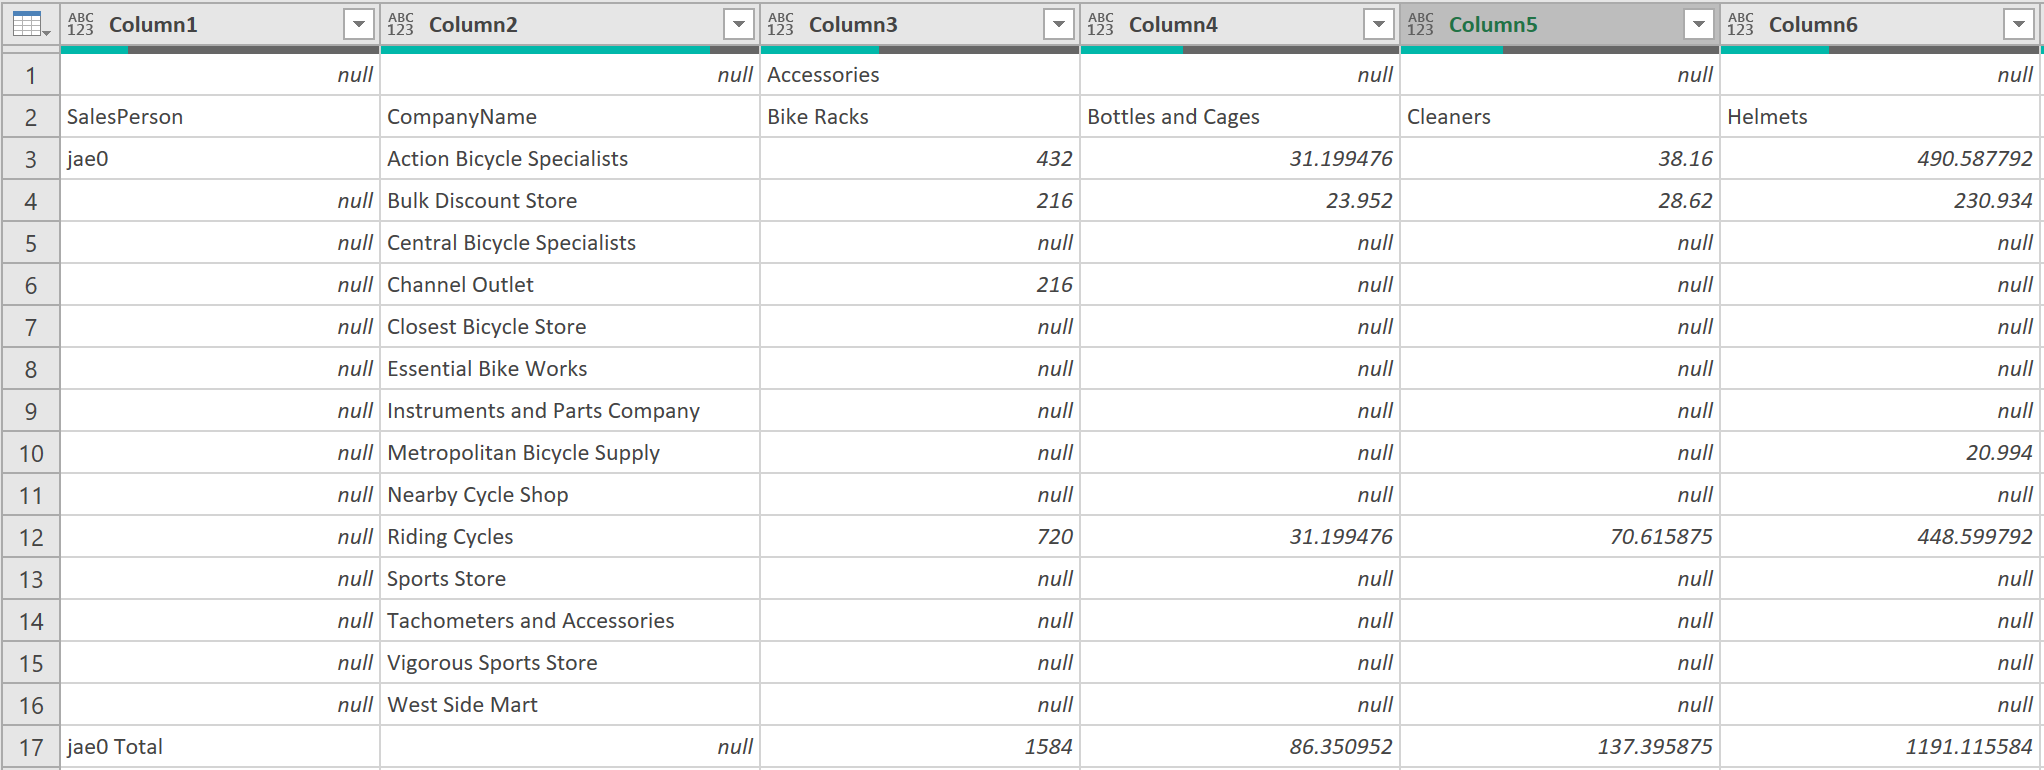 ABC 123 Column1 ABC 123 Column2 ABC 123 Column3 ABC 123 Column4 ABC 123 Column5 ABC 123 Column6
1 null null Accessories null null null
2 SalesPerson CompanyName Bike Racks Bottles and Cages Cleaners Helmets
3 jae0 Action Bicycle Specialists 432 31.199476 38.16 490.587792
4 null Bulk Discount Store 216 23.952 28.62 230.934
5 null Central Bicycle Specialists null null null null
6 null Channel Outlet 216 null null null
7 null Closest Bicycle Store null null null null
8 null Essential Bike Works null null null null
9 null Instruments and Parts Company null null null null
10 null Metropolitan Bicycle Supply null null null 20.994
11 null Nearby Cycle Shop null null null null
12 null Riding Cycles 720 31.199476 70.615875 448.599792
13 null Sports Store null null null null
14 null Tachometers and Accessories null null null null
15 null Vigorous Sports Store null null null null
16 null West Side Mart null null null null
17 jae0 Total null 1584 86.350952 137.395875 1191.115584